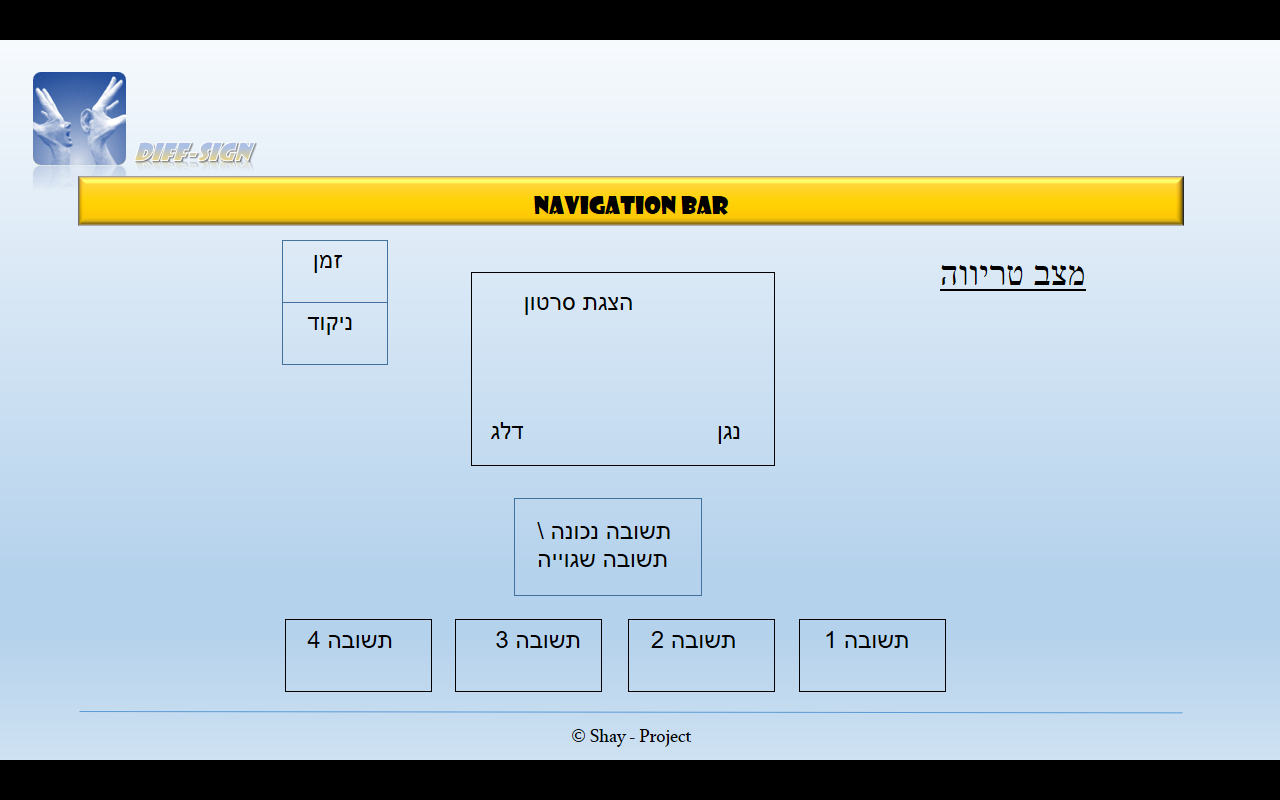 DIFF-SIGN
NAVIGATION BAR
מצב טריווה
זמן
ניקוד
הצגת סרטון
נגן
דלג
תשובה נכונה \
תשובה שגוייה
תשובה 1
תשובה 2
תשובה 3
תשובה 4
© Shay - Project